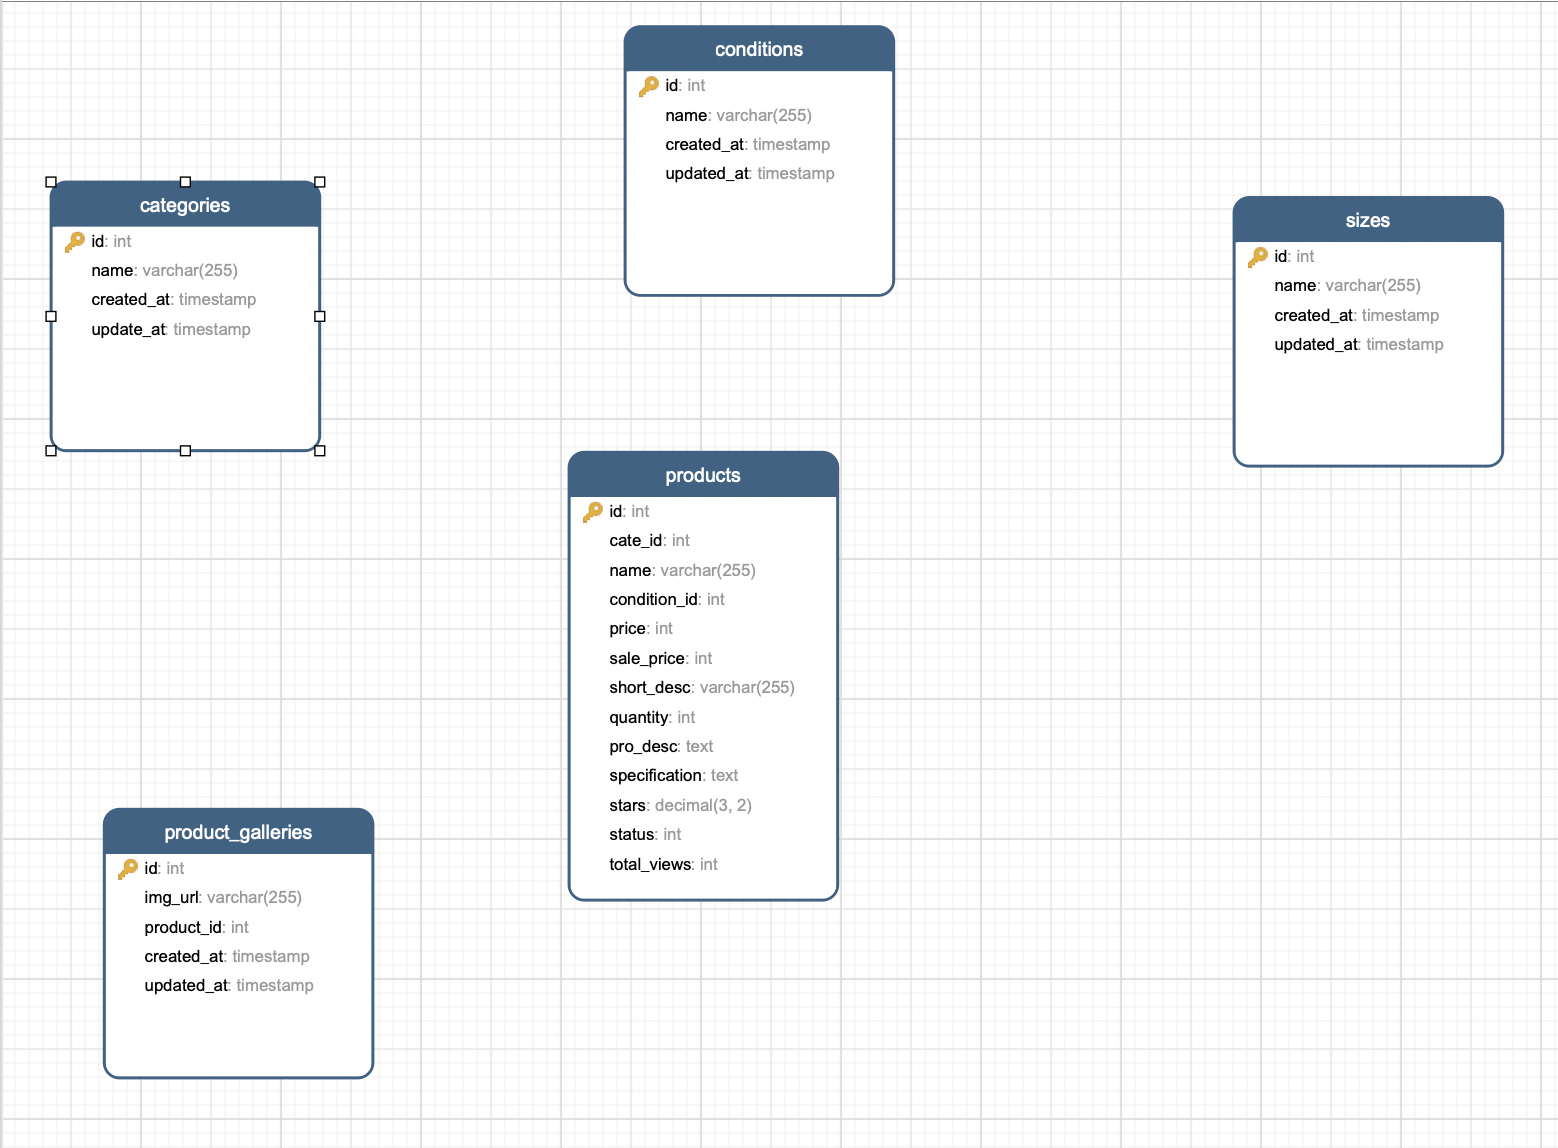 conditions
id: int
name: varchar(255)
created_at: timestamp
updated_at: timestamp
categories
id: int
name: varchar(255)
created_at: timestamp
update_at: timestamp
sizes
id: int
name: varchar(255)
created_at: timestamp
updated_at: timestamp
products
id: int
cate_id: int
name: varchar(255)
condition_id: int
price: int
sale_price: int
short_desc: varchar(255)
quantity: int
pro_desc: text
specification: text
stars: decimal(3, 2)
status: int
total_views: int
product_galleries
id: int
img_url: varchar(255)
product_id: int
created_at: timestamp
updated_at: timestamp